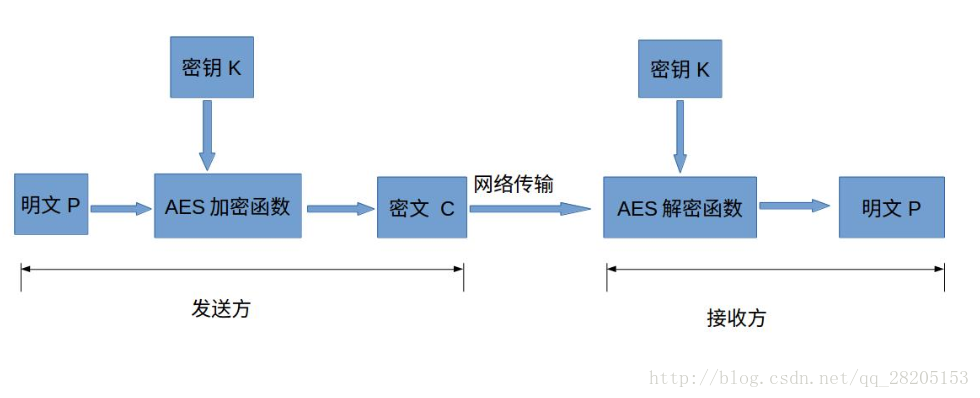 密钥 K
密钥 K
明文 P
AES 加密函数
密文 C
网络传输
AES 解密函数
明文 P
发送方
接收方
http://blog.csdn.net/qq_28205153